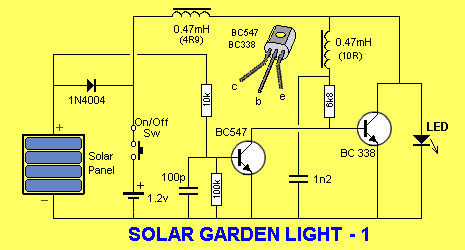 0.47mH
(4R9)
BC547
BC338
c
b
e
0.47mH
(10R)
1N4004
+
On/Off
Sw
10k
6k8
BC547
BC 338
LED
Solar
Panel
100p
100k
1n2
+
1.2v
−
SOLAR GARDEN LIGHT - 1